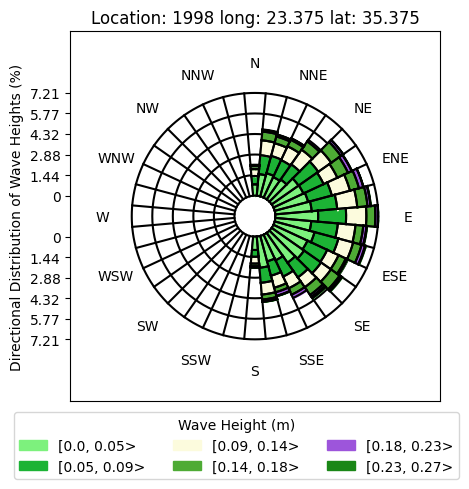 Location: 1998 long: 23.375 lat: 35.375
N
NNW
NNE
7.21
NW
NE
5.77
4.32
WNW
ENE
2.88
1.44
0
W
E
0
1.44
WSW
ESE
2.88
4.32
SW
SE
5.77
7.21
SSW
SSE
S
Directional Distribution of Wave Heights (%)
Wave Height (m)
[0.0, 0.05>
[0.09, 0.14>
[0.18, 0.23>
[0.05, 0.09>
[0.14, 0.18>
[0.23, 0.27>